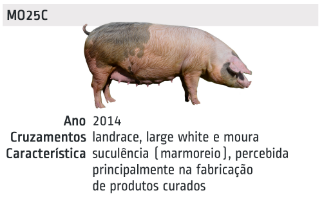 MO25C
Ano 2014
Cruzamentos landrace, large white e moura
Característica suculência (marmoreio), percebida
principalmente na fabricação
de produtos curados